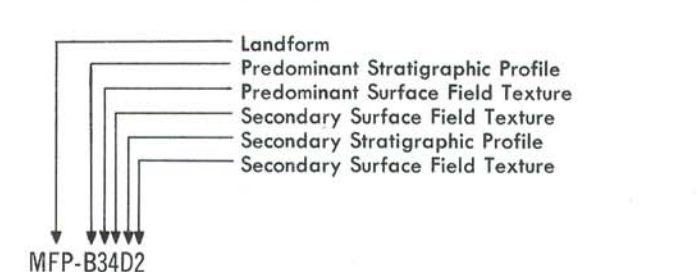 Landform
Predominant Stratigraphic Profile
Predominant Surface Field Texture
Secondary Surface Field Texture
Secondary Stratigraphic Profile
Secondary Surface Field Texture
MFP-B34D2